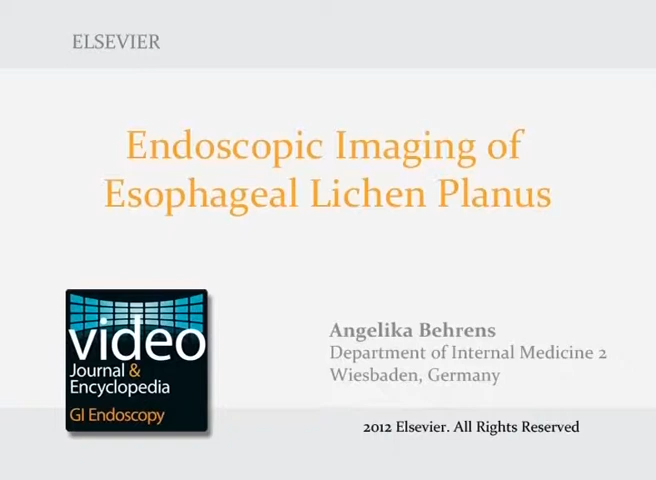 ELSEVIER
Endoscopic Imaging of
Esophageal Lichen Planus
video
Journal &
Encyclopedia
GI Endoscopy
Angelika Behrens
Department of Internal Medicine 2
Wiesbaden, Germany
2012 Elsevier. All Rights Reserved